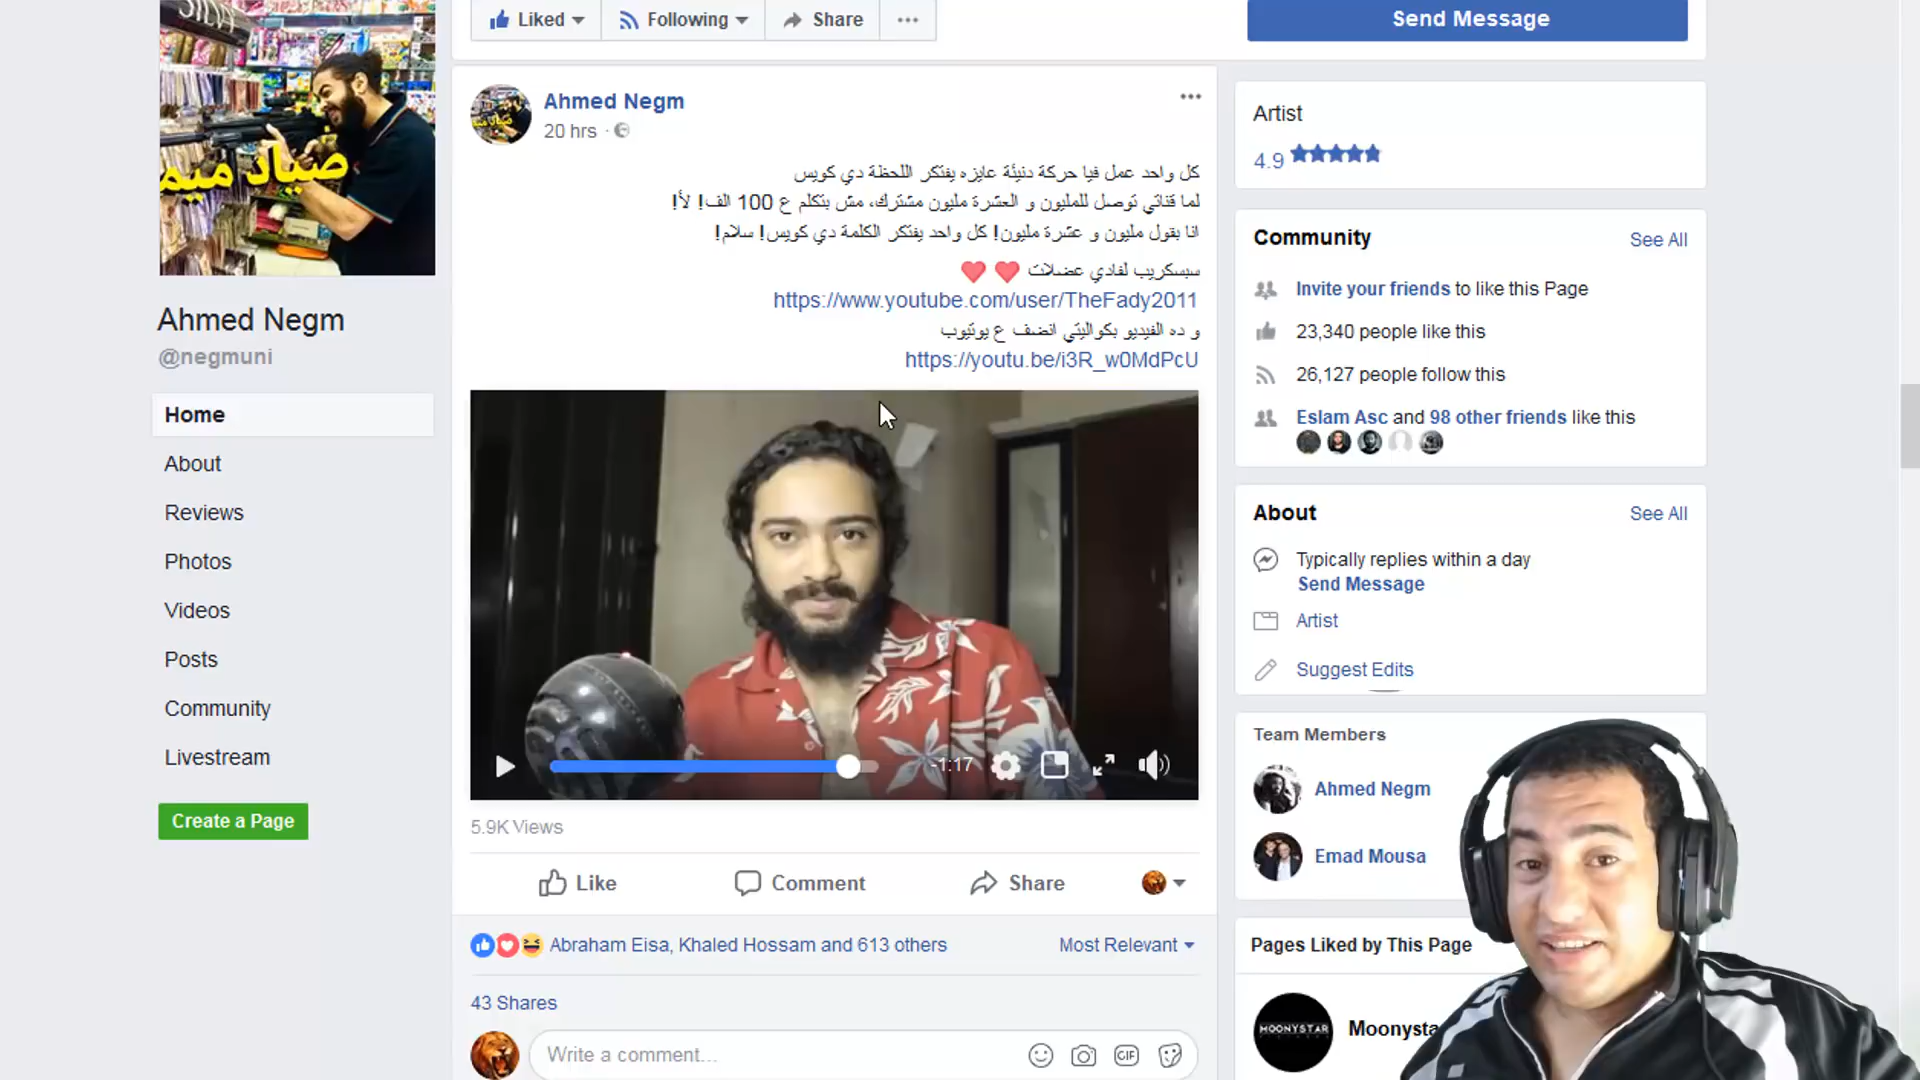 Liked
Following
Share
Send Message
صياد ميم
Ahmed Negm
@negmuni
Home
About
Reviews
Photos
Videos
Posts
Community
Livestream
Create a Page
Ahmed Negm
20 hrs
كل واحد عمل فيا حركة دنيئة عايزه يفتكر اللحظة دي كويس
لما قناتي توصل للمليون و العشرة مليون مشترك، مش بتكلم ع 100 الف! لأ!
انا بقول مليون و عشرة مليون! كل واحد يفتكر الكلمة دي كويس! سلام!
سبسكريب لفادي عضلات ❤ ❤
https://www.youtube.com/user/TheFady2011
و ده الفيديو بكواليتي انضف ع يوتيوب
https://youtu.be/i3R_w0MdPcU
-1:17
5.9K Views
Like
Comment
Share
Abraham Eisa, Khaled Hossam and 613 others
Most Relevant
43 Shares
Write a comment...
GIF
Artist
4.9
Community
See All
Invite your friends to like this Page
23,340 people like this
26,127 people follow this
Eslam Asc and 98 other friends like this
About
See All
Typically replies within a day
Send Message
Artist
Suggest Edits
Team Members
Ahmed Negm
Emad Mousa
Pages Liked by This Page
MOONYSTAR
Moonysta